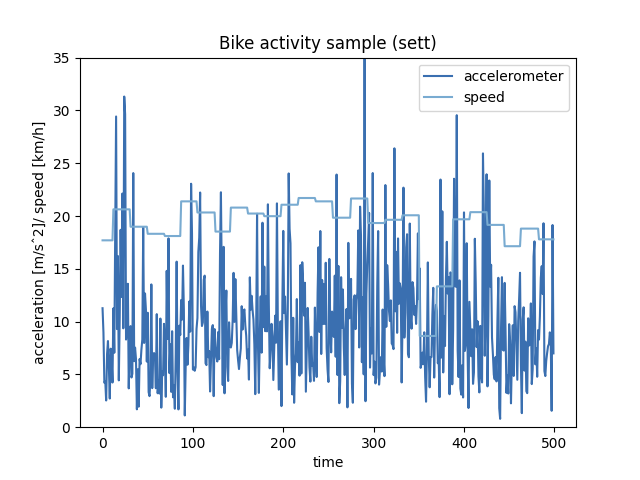 Bike activity sample (sett)
accelerometer
speed
acceleration [m/s^2]/ speed [km/h]
35
30
25
20
15
10
5
0
0 100 200 300 400 500
time